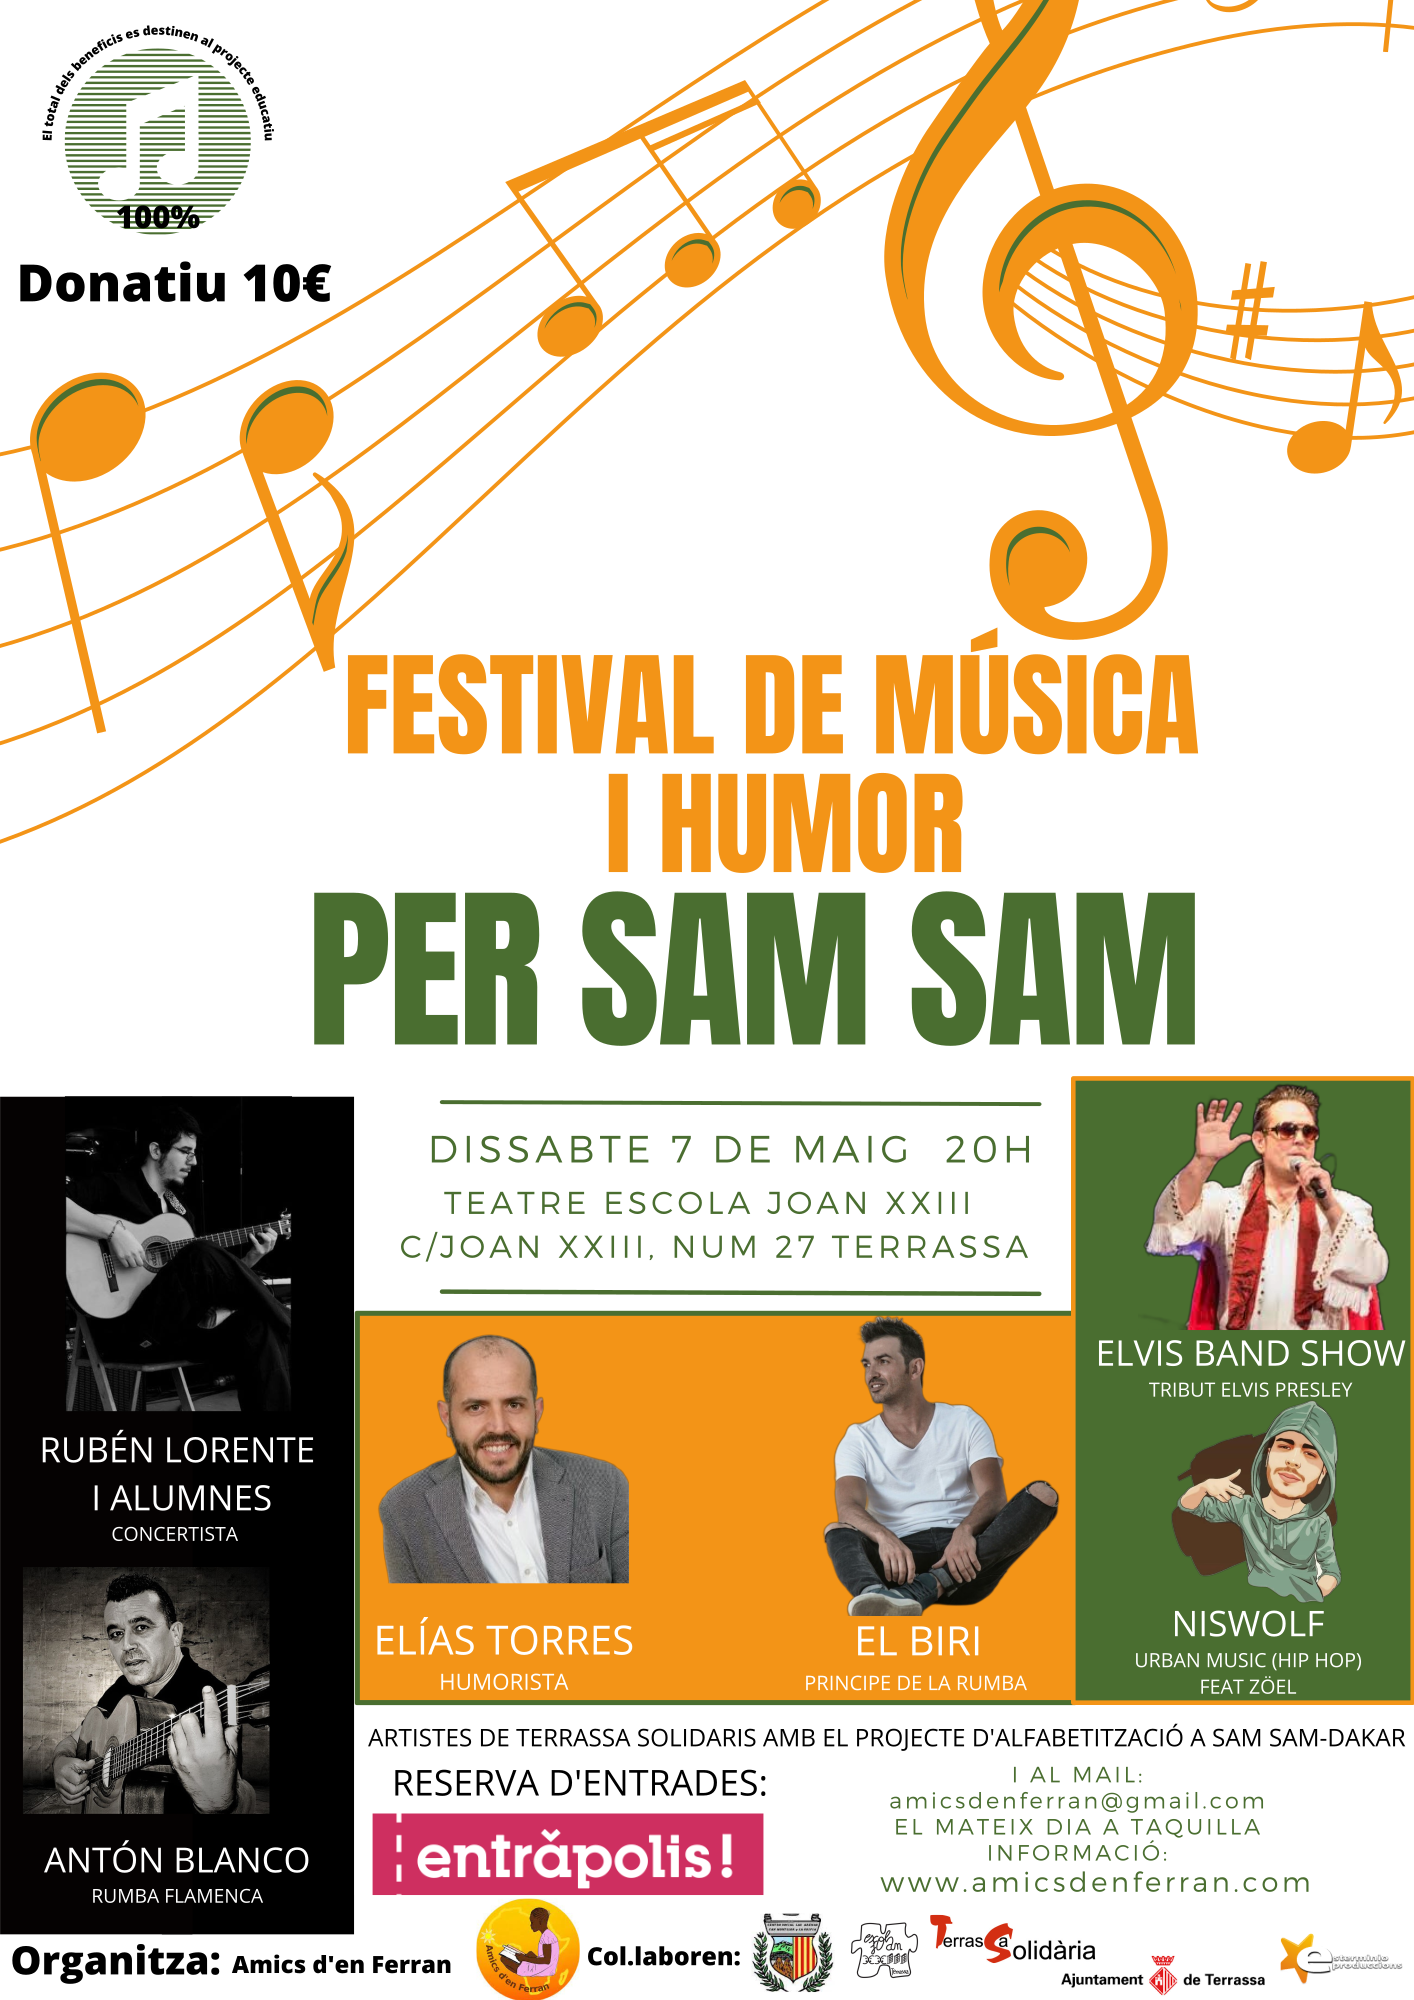 El total dels beneficis es destinen al projecte educatiu
100%
Donatiu 10€
FESTIVAL DE MÚSICA
I HUMOR
PER SAM SAM
DISSABTE 7 DE MAIG 20H
TEATRE ESCOLA JOAN XXIII
C/JOAN XXIII, NUM 27 TERRASSA
RUBÉN LORENTE
I ALUMNES
CONCERTISTA
ANTÓN BLANCO
RUMBA FLAMENCA
ELÍAS TORRES
HUMORISTA
EL BIRI
PRINCIPE DE LA RUMBA
ELVIS BAND SHOW
TRIBUT ELVIS PRESLEY
NISWOLF
URBAN MUSIC (HIP HOP)
FEAT ZÖEL
ARTISTES DE TERRASSA SOLIDARIS AMB EL PROJECTE D'ALFABETITZACIÓ A SAM SAM-DAKAR
RESERVA D'ENTRADES:
entrăpolis!
I AL MAIL:
amicsdenferran@gmail.com
EL MATEIX DIA A TAQUILLA
INFORMACIÓ:
www.amicsdenferran.com
Organitza: Amics d'en Ferran
Amics d'en Ferran
Col.laboren:
Terrassa Solidària
Ajuntament de Terrassa
esterminio
produccions